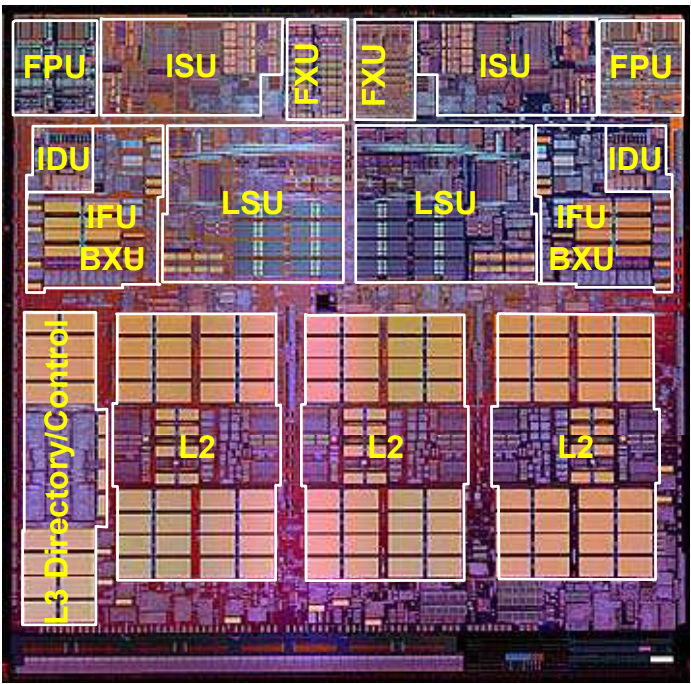 FPU ISU FXU FXU ISU FPU
IDU LSU LSU IDU
IFU IFU
BXU BXU
L3 Directory/Control
L2 L2 L2